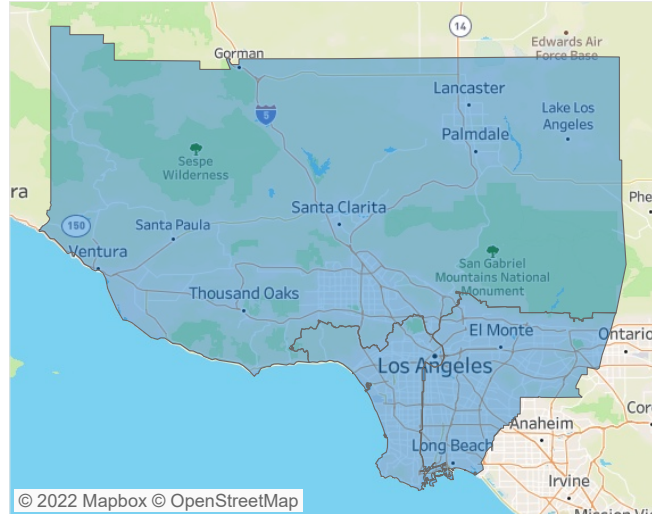 14
Edwards Air
Force Base
Gorman
Lancaster
5
Lake Los
Angeles
Palmdale
Sespe
Wilderness
ra
Phe
Santa Clarita
150
Santa Paula
Ventura
San Gabriel
Mountains National
Monument
Thousand Oaks
El Monte
Ontario
Los Angeles
Cor
Anaheim
Long Beach
Irvine
© 2022 Mapbox © OpenStreetMap
Mission Vi